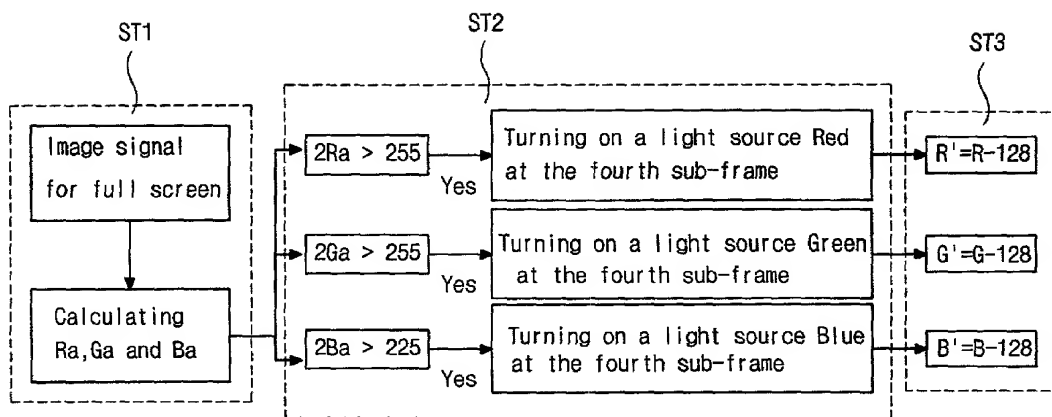 ST1
ST2
ST3
Image signal
for full screen
Calculating
Ra,Ga and Ba
2Ra > 255
Yes
Turning on a light source Red
at the fourth sub-frame
R'=R-128
2Ga > 255
Yes
Turning on a light source Green
at the fourth sub-frame
G'=G-128
2Ba > 225
Yes
Turning on a light source Blue
at the fourth sub-frame
B'=B-128